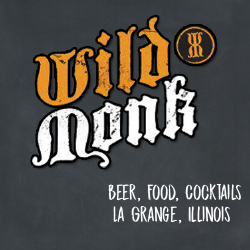 Wild
Monk
BEER, FOOD, COCKTAILS
LA GRANGE, ILLINOIS